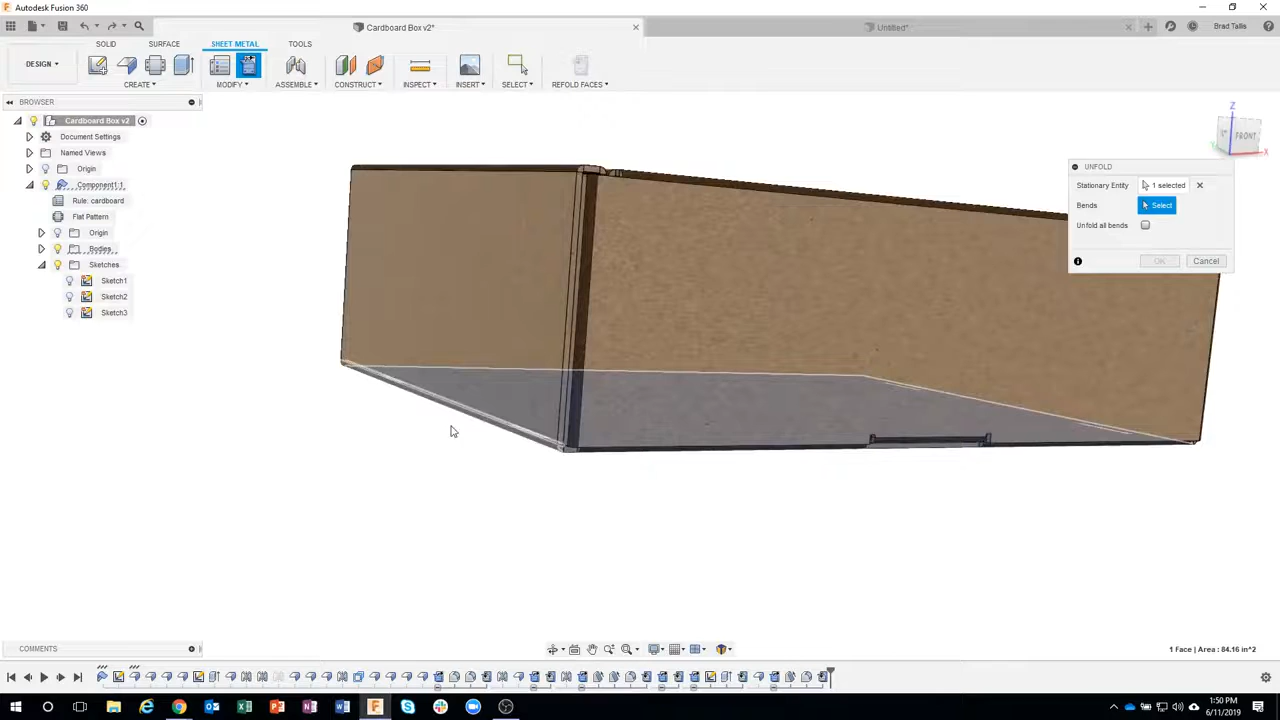 Autodesk Fusion 360
Cardboard Box v2*
Untitled*
Brad Tallis
SOLID
SURFACE
SHEET METAL
TOOLS
DESIGN
CREATE
MODIFY
ASSEMBLE
CONSTRUCT
INSPECT
INSERT
SELECT
REFOLD FACES
BROWSER
Cardboard Box v2
Document Settings
Named Views
Origin
Component1:1
Rule: cardboard
Flat Pattern
Origin
Bodies
Sketches
Sketch1
Sketch2
Sketch3
Z
FRONT
X
UNFOLD
Stationary Entity
1 selected
Bends
Select
Unfold all bends
OK
Cancel
COMMENTS
1 Face | Area : 84.16 in^2
1:50 PM
6/11/2019